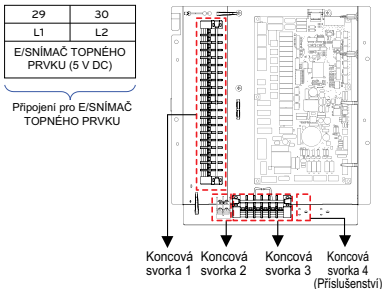 29 30
L1 L2
E/SNÍMAČ TOPNÉHO
PRVKU (5 V DC)
Připojení pro E/SNÍMAČ
TOPNÉHO PRVKU
Koncová svorka 1
Koncová svorka 2
Koncová svorka 3
Koncová svorka 4
(Příslušenství)